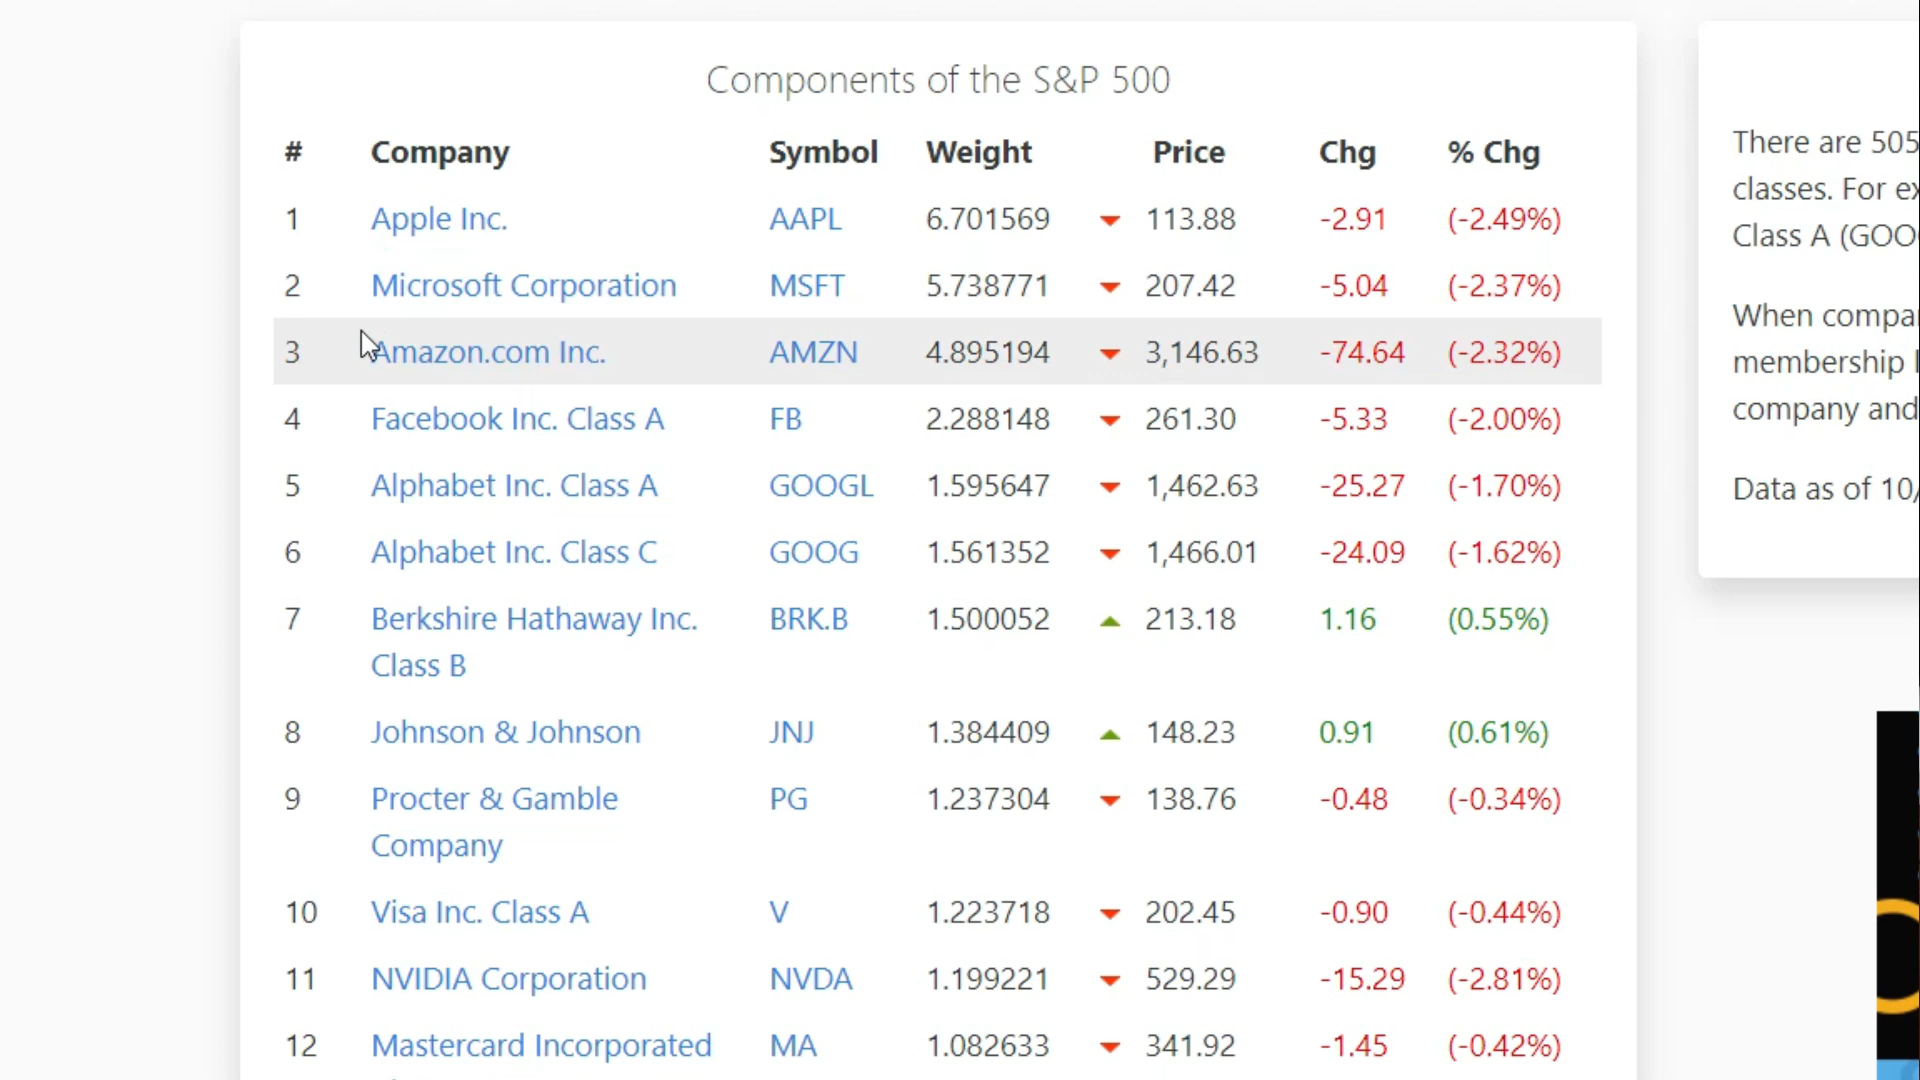 Components of the S&P 500
# Company Symbol Weight Price Chg % Chg
1 Apple Inc. AAPL 6.701569 113.88 -2.91 (-2.49%)
2 Microsoft Corporation MSFT 5.738771 207.42 -5.04 (-2.37%)
3 Amazon.com Inc. AMZN 4.895194 3,146.63 -74.64 (-2.32%)
4 Facebook Inc. Class A FB 2.288148 261.30 -5.33 (-2.00%)
5 Alphabet Inc. Class A GOOGL 1.595647 1,462.63 -25.27 (-1.70%)
6 Alphabet Inc. Class C GOOG 1.561352 1,466.01 -24.09 (-1.62%)
7 Berkshire Hathaway Inc. BRK.B 1.500052 213.18 1.16 (0.55%)
Class B
8 Johnson & Johnson JNJ 1.384409 148.23 0.91 (0.61%)
9 Procter & Gamble PG 1.237304 138.76 -0.48 (-0.34%)
Company
10 Visa Inc. Class A V 1.223718 202.45 -0.90 (-0.44%)
11 NVIDIA Corporation NVDA 1.199221 529.29 -15.29 (-2.81%)
12 Mastercard Incorporated MA 1.082633 341.92 -1.45 (-0.42%)
There are 505
classes. For
Class A (GOO
When
membership
company and
Data as of 10/